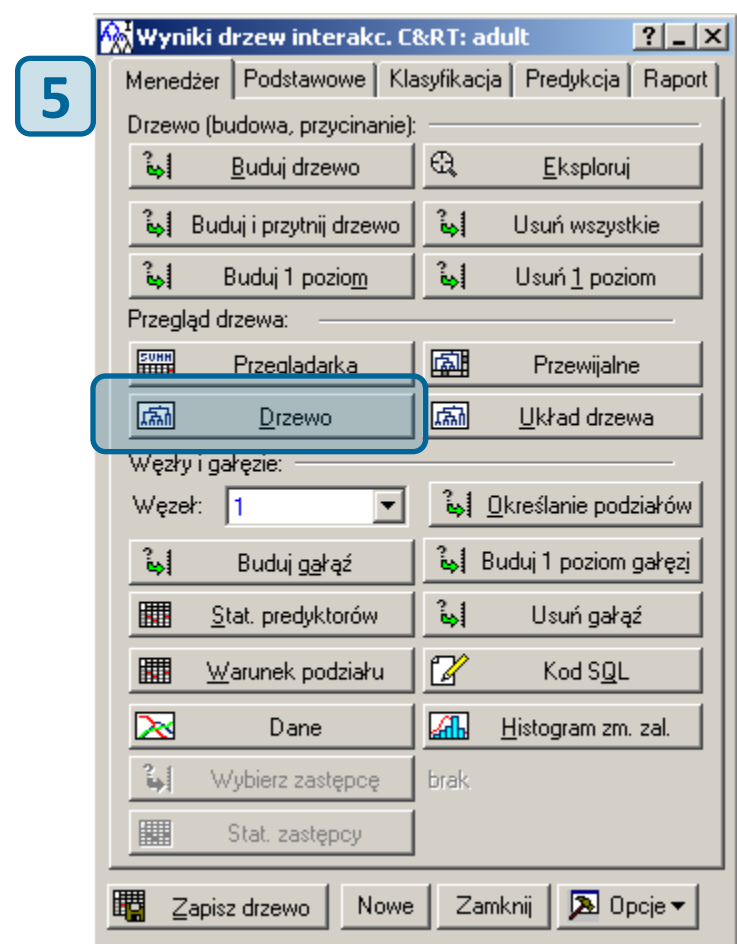 Wyniki drzew interakc. C&RT: adult
5
Menedżer Podstawowe Klasyfikacja Predykcja Raport
Drzewo (budowa, przycinanie):
Buduj drzewo Eksploruj
Buduj i przytnij drzewo Usuń wszystkie
Buduj 1 poziom Usuń 1 poziom
Przegląd drzewa:
SUMM Przeglądarka Przewijalne
Drzewo Układ drzewa
Węzły i gałęzie:
Węzeł: 1 Określanie podziałów
Buduj gałąź Buduj 1 poziom gałęzi
Stat. predyktorów Usuń gałąź
Warunek podziału Kod SQL
Dane Histogram zm. zal.
Wybierz zastępcę brak
Stat. zastępcy
Zapisz drzewo Nowe Zamknij Opcje